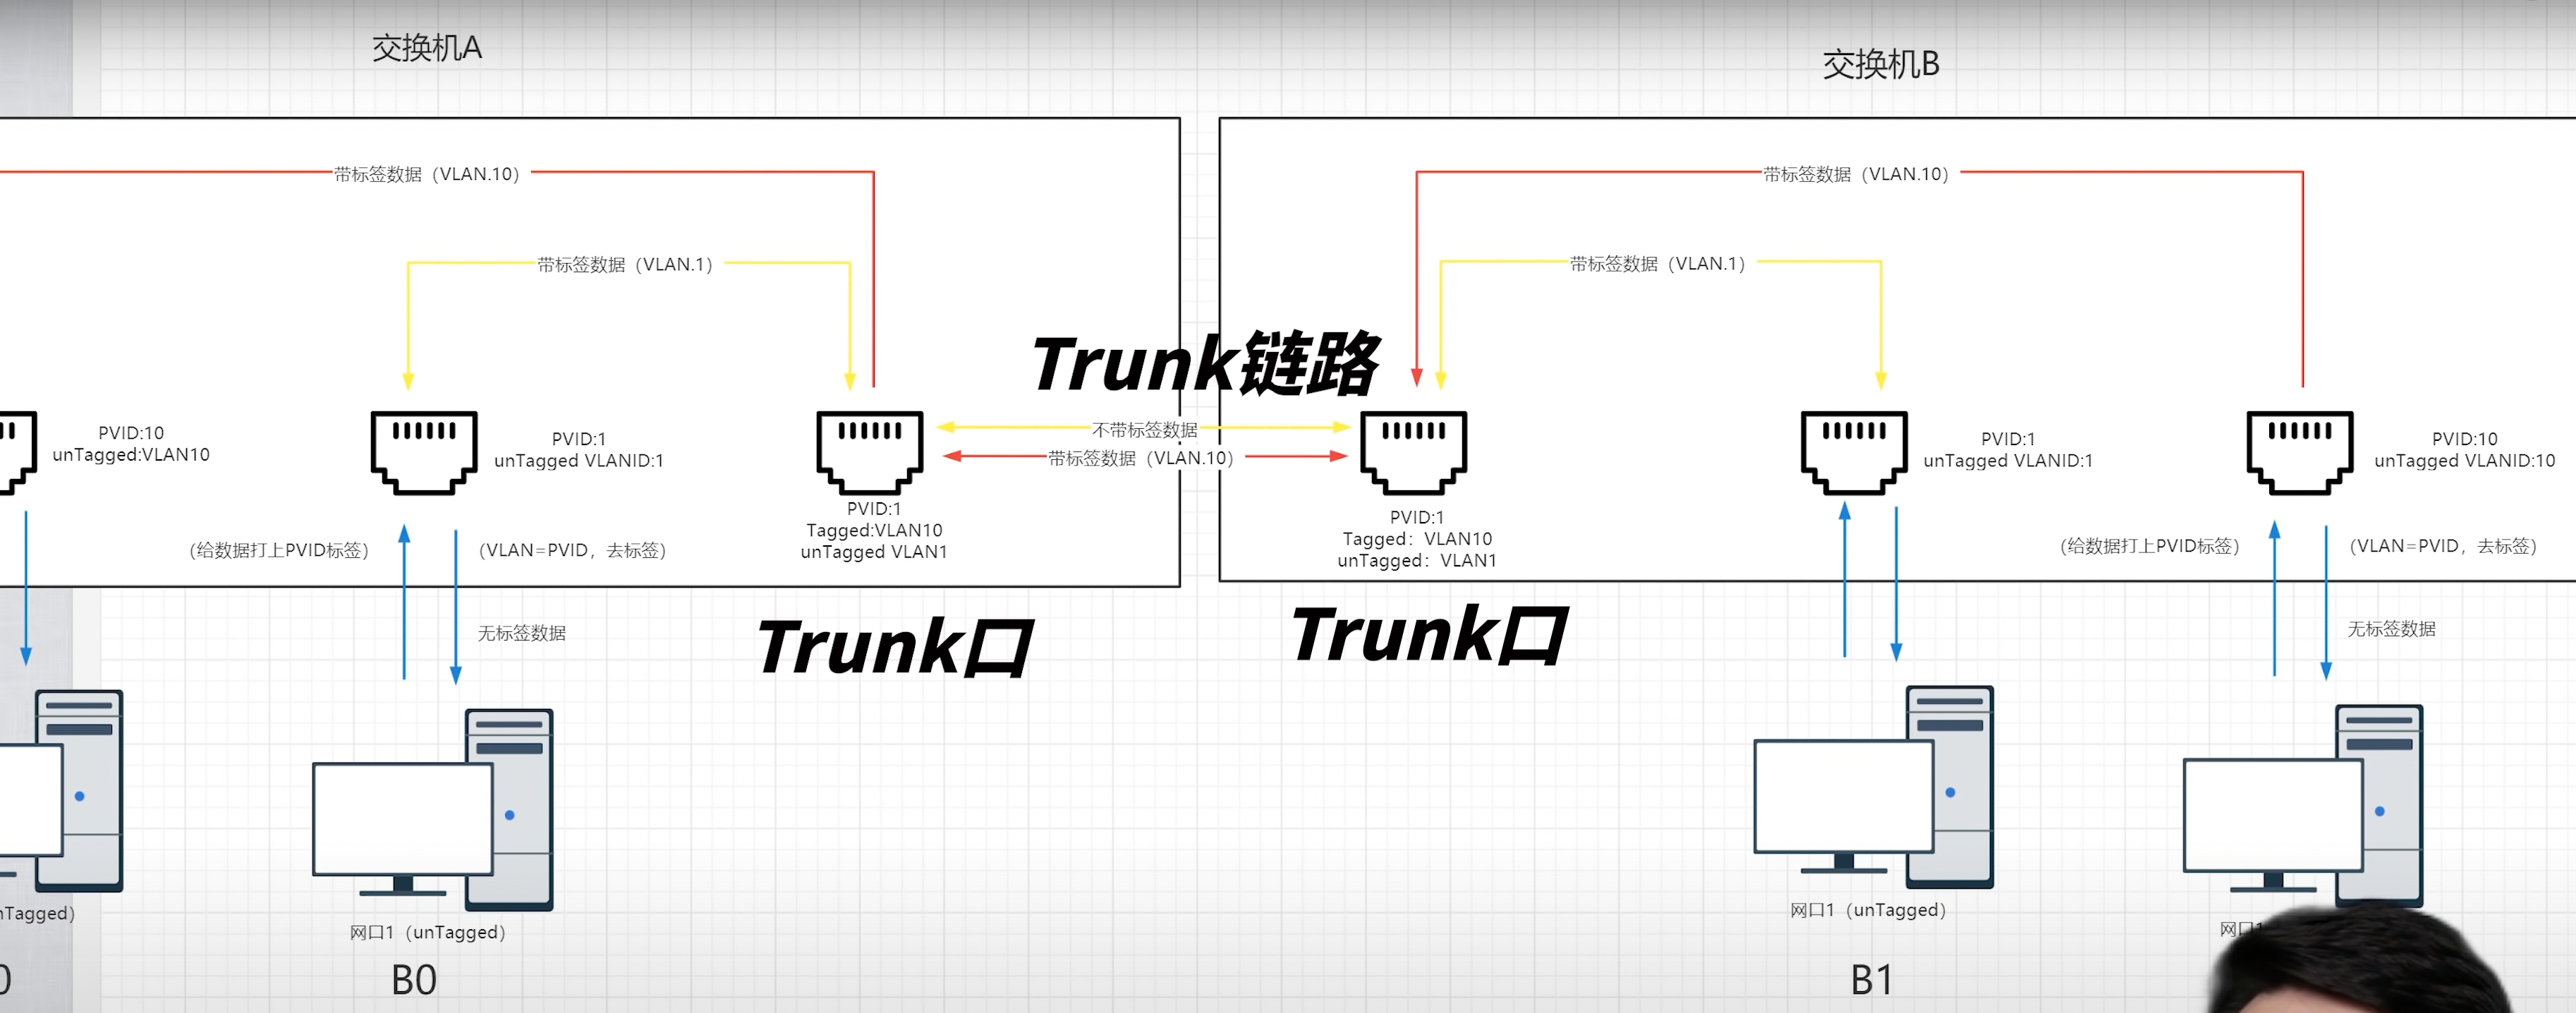 交换机A
交换机B
带标签数据（VLAN.10）
带标签数据（VLAN.10）
带标签数据（VLAN.1）
带标签数据（VLAN.1）
Trunk链路
不带标签数据
带标签数据（VLAN.10）
PVID:10
unTagged:VLAN10
PVID:1
unTagged VLANID:1
PVID:1
Tagged:VLAN10
unTagged VLAN1
PVID:1
Tagged：VLAN10
unTagged：VLAN1
PVID:1
unTagged VLANID:1
PVID:10
unTagged VLANID:10
（给数据打上PVID标签）
（VLAN=PVID，去标签）
（给数据打上PVID标签）
（VLAN=PVID，去标签）
无标签数据
Trunk口
Trunk口
无标签数据
nTagged）
网口1（unTagged）
网口1（unTagged）
网口1
0
B0
B1